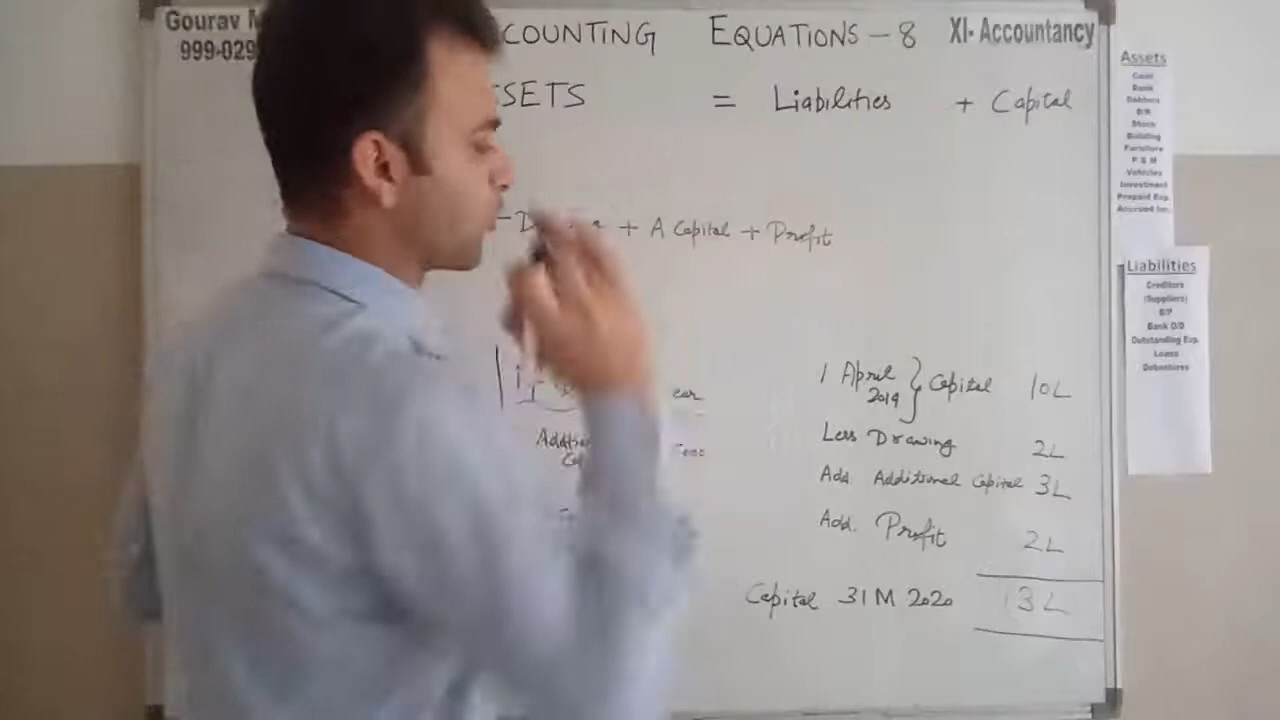 Gourav
COUNTING EQUATIONS - 8 XI- Accountancy
999-029
SSETS = Liabilities + Capital
+ A Capital + Profit
1 April 2019 } Capital 10L
Less Drawing 2L
Add. Additional Capital 3L
Add. Profit 2L
Capital 31 M 2020 13L
Assets
Cash
Bank
Debtors
B/R
Stock
Building
Furniture
P & M
Vehicles
Investment
Prepaid Exp.
Accrued Inc.
Liabilities
Creditors
(Suppliers)
B/P
Bank O/D
Outstanding Exp.
Loans
Debentures